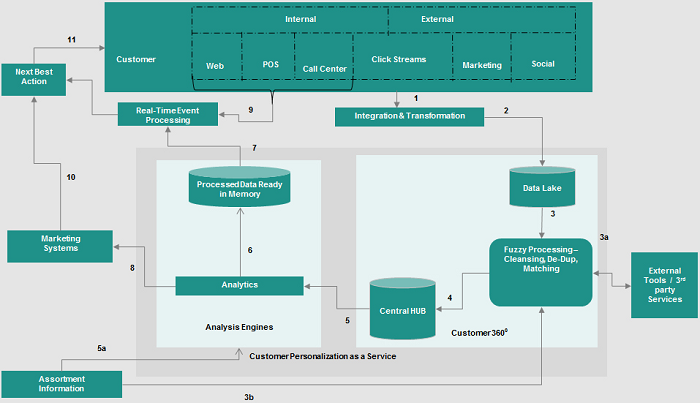 Internal External
Customer
Web POS Call Center Click Streams Marketing Social
11
Next Best
Action
1
9
Real-Time Event
Processing
Integration & Transformation
2
7
10
Processed Data Ready
in Memory
Data Lake
3
3a
Marketing
Systems
6
Fuzzy Processing–
Cleansing, De-Dup,
Matching
External
Tools / 3rd
party
Services
8
Analytics
4
Central HUB
5
Analysis Engines
Customer360⁰
5a
Customer Personalization as a Service
Assortment
Information
3b